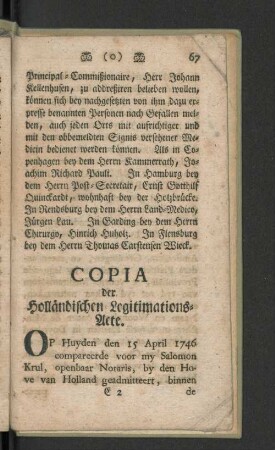 (o) 67
Principal-Commißionaire, Herr Johann
Kellenhusen, zu addreßiren belieben wollen,
können sich bey nachgesetzten von ihm dazu er-
presse benannten Personen nach Gefallen mel-
den, auch jeden Orts mit aufrichtiger und
mit den obbemeldten Signis versehener Me-
dicin bedienet werden können. Als in Co-
penhagen bey dem Herrn Kammerrath, Jo-
achim Richard Pauli. In Hamburg bey
dem Herrn Post-Secretair, Ernst Gotthilf
Quinckardt, wohnhaft bey der Holzbrücke.
In Rendsburg bey dem Herrn Land-Medico,
Jürgen Lau. In Garding bey dem Herrn
Chirurgo, Hinrich Huholz. In Flensburg
bey dem Herrn Thomas Carstensen Wieck.
COPIA
der
Holländischen Legitimations-
Acte.
OP Huyden den 15 April 1746
compareerde voor my Salomon
Krul, openbaar Notaris, by den Ho-
ve van Holland geadmitteert, binnen
E 2 de